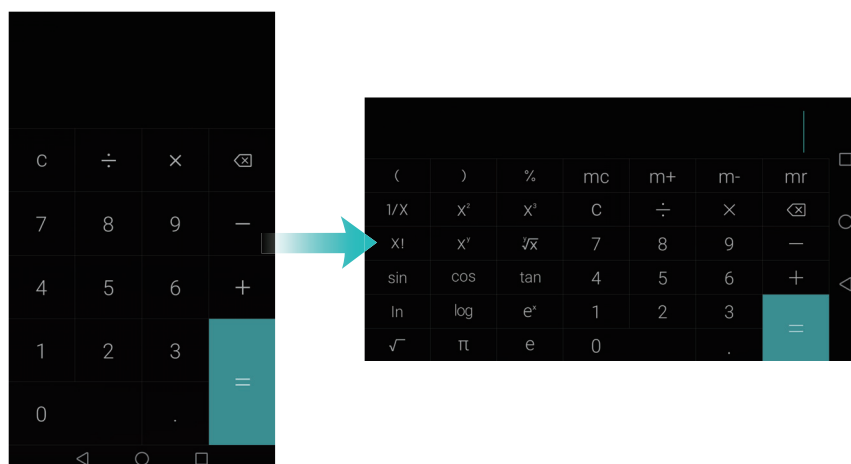 C ÷ ×
7 8 9 −
4 5 6 +
1 2 3
=
0 .
( ) % mc m+ m- mr
1/X X² X³ C ÷ ×
X! Xʸ ʸ√x 7 8 9 −
sin cos tan 4 5 6 +
ln log eˣ 1 2 3
=
√ π e 0 .